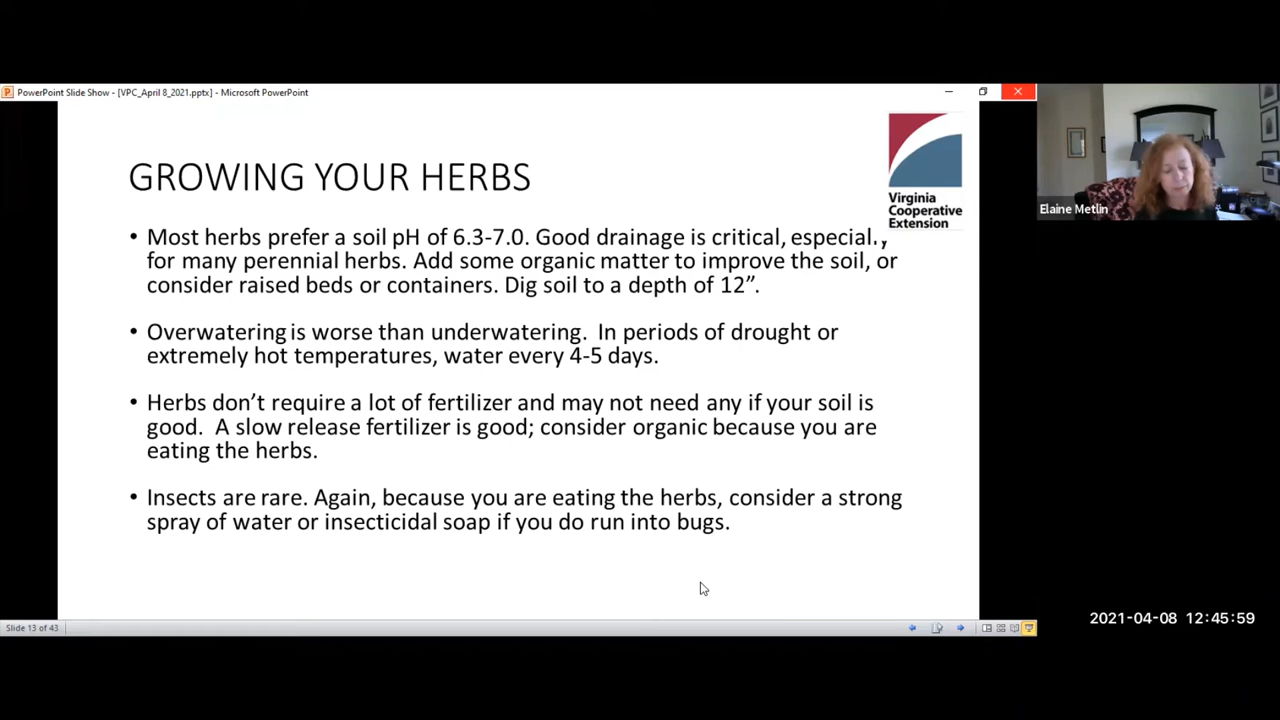 PowerPoint Slide Show - [VPC_April 8_2021.pptx] - Microsoft PowerPoint
GROWING YOUR HERBS
Virginia
Cooperative
Extension
• Most herbs prefer a soil pH of 6.3-7.0. Good drainage is critical, especially
for many perennial herbs. Add some organic matter to improve the soil, or
consider raised beds or containers. Dig soil to a depth of 12”.
• Overwatering is worse than underwatering. In periods of drought or
extremely hot temperatures, water every 4-5 days.
• Herbs don’t require a lot of fertilizer and may not need any if your soil is
good. A slow release fertilizer is good; consider organic because you are
eating the herbs.
• Insects are rare. Again, because you are eating the herbs, consider a strong
spray of water or insecticidal soap if you do run into bugs.
Slide 13 of 43
Elaine Metlin
2021-04-08 12:45:59